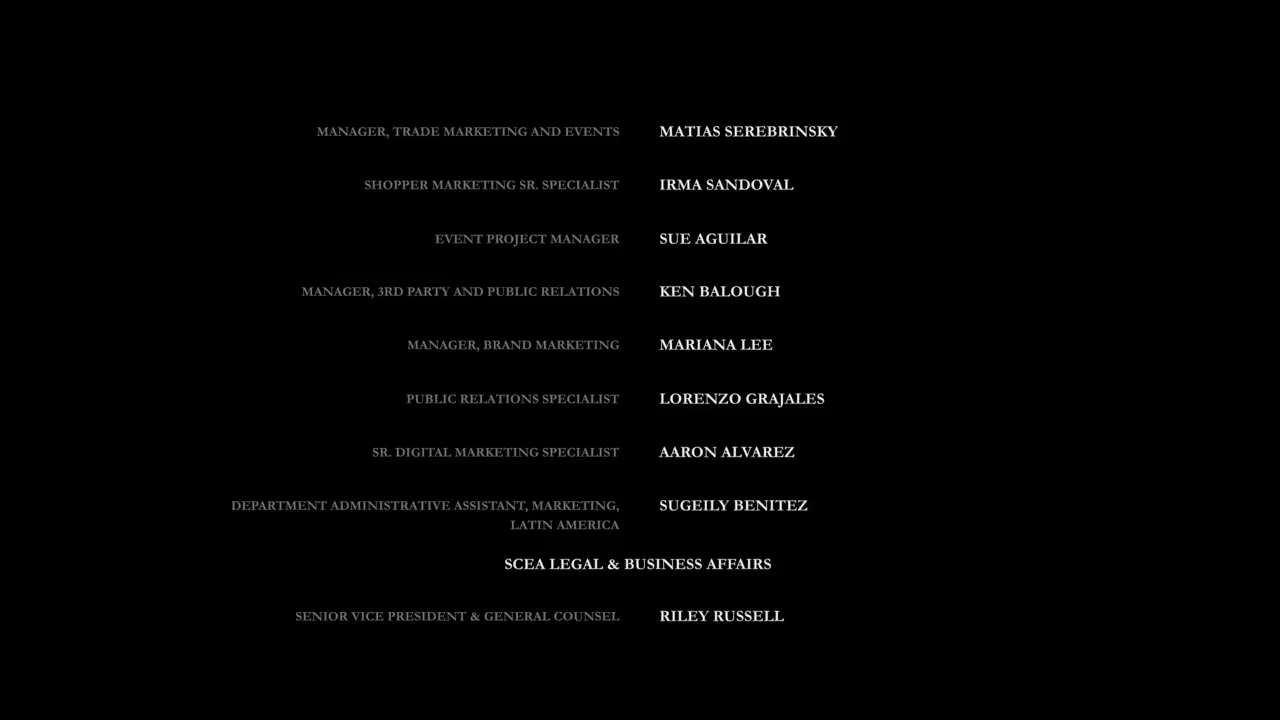 MANAGER, TRADE MARKETING AND EVENTS MATIAS SEREBRINSKY
SHOPPER MARKETING SR. SPECIALIST IRMA SANDOVAL
EVENT PROJECT MANAGER SUE AGUILAR
MANAGER, 3RD PARTY AND PUBLIC RELATIONS KEN BALOUGH
MANAGER, BRAND MARKETING MARIANA LEE
PUBLIC RELATIONS SPECIALIST LORENZO GRAJALES
SR. DIGITAL MARKETING SPECIALIST AARON ALVAREZ
DEPARTMENT ADMINISTRATIVE ASSISTANT, MARKETING, SUGEILY BENITEZ
LATIN AMERICA
SCEA LEGAL & BUSINESS AFFAIRS
SENIOR VICE PRESIDENT & GENERAL COUNSEL RILEY RUSSELL